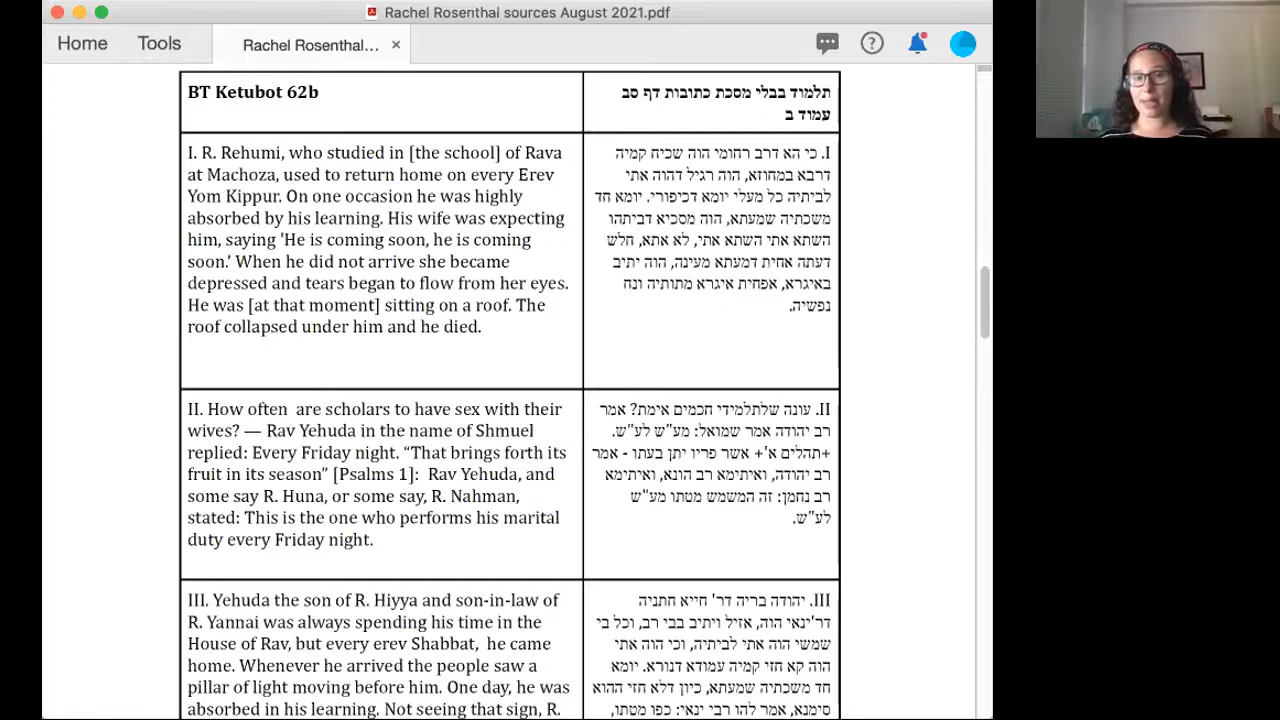 Rachel Rosenthal sources August 2021.pdf
Home
Tools
Rachel Rosenthal...
BT Ketubot 62b
תלמוד בבלי מסכת כתובות דף סב
עמוד ב
I. R. Rehumi, who studied in [the school] of Rava
at Machoza, used to return home on every Erev
Yom Kippur. On one occasion he was highly
absorbed by his learning. His wife was expecting
him, saying 'He is coming soon, he is coming
soon.' When he did not arrive she became
depressed and tears began to flow from her eyes.
He was [at that moment] sitting on a roof. The
roof collapsed under him and he died.
I. כי הא דרב רחומי הוה שכיח קמיה
דרבא במחוזא, הוה רגיל דהוה אתי
לביתיה כל מעלי יומא דכיפורי. יומא חד
משכתיה שמעתא, הוה מסכיא דביתהו
השתא אתי השתא אתי, לא אתא, חלש
דעתה אחית דמעתא מעינה, הוה יתיב
באיגרא, אפחית איגרא מתותיה ונח
נפשיה.
II. How often are scholars to have sex with their
wives? — Rav Yehuda in the name of Shmuel
replied: Every Friday night. “That brings forth its
fruit in its season” [Psalms 1]: Rav Yehuda, and
some say R. Huna, or some say, R. Nahman,
stated: This is the one who performs his marital
duty every Friday night.
II. עונה שלתלמידי חכמים אימת? אמר
רב יהודה אמר שמואל: מע"ש לע"ש.
+תהלים א'+ אשר פריו יתן בעתו - אמר
רב יהודה, ואיתימא רב הונא, ואיתימא
רב נחמן: זה המשמש מטתו מע"ש
לע"ש.
III. Yehuda the son of R. Hiyya and son-in-law of
R. Yannai was always spending his time in the
House of Rav, but every erev Shabbat, he came
home. Whenever he arrived the people saw a
pillar of light moving before him. One day, he was
absorbed in his learning. Not seeing that sign, R.
III. יהודה בריה דר' חייא חתניה
דר'ינאי הוה, אזיל ויתיב בבי רב, וכל בי
שמשי הוה אתי לביתיה, וכי הוה אתי
הוה קא חזי קמיה עמודא דנורא. יומא
חד משכתיה שמעתא, כיון דלא חזי ההוא
סימנא, אמר להו רבי ינאי: כפו מטתו,